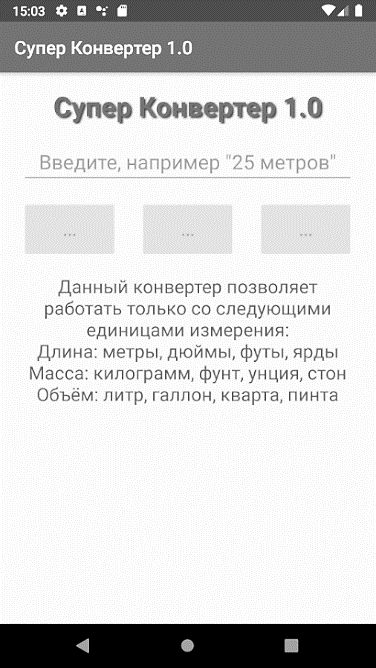 15:03
Супер Конвертер 1.0
Супер Конвертер 1.0
Введите, например "25 метров"
... ... ...
Данный конвертер позволяет
работать только со следующими
единицами измерения:
Длина: метры, дюймы, футы, ярды
Масса: килограмм, фунт, унция, стон
Объём: литр, галлон, кварта, пинта